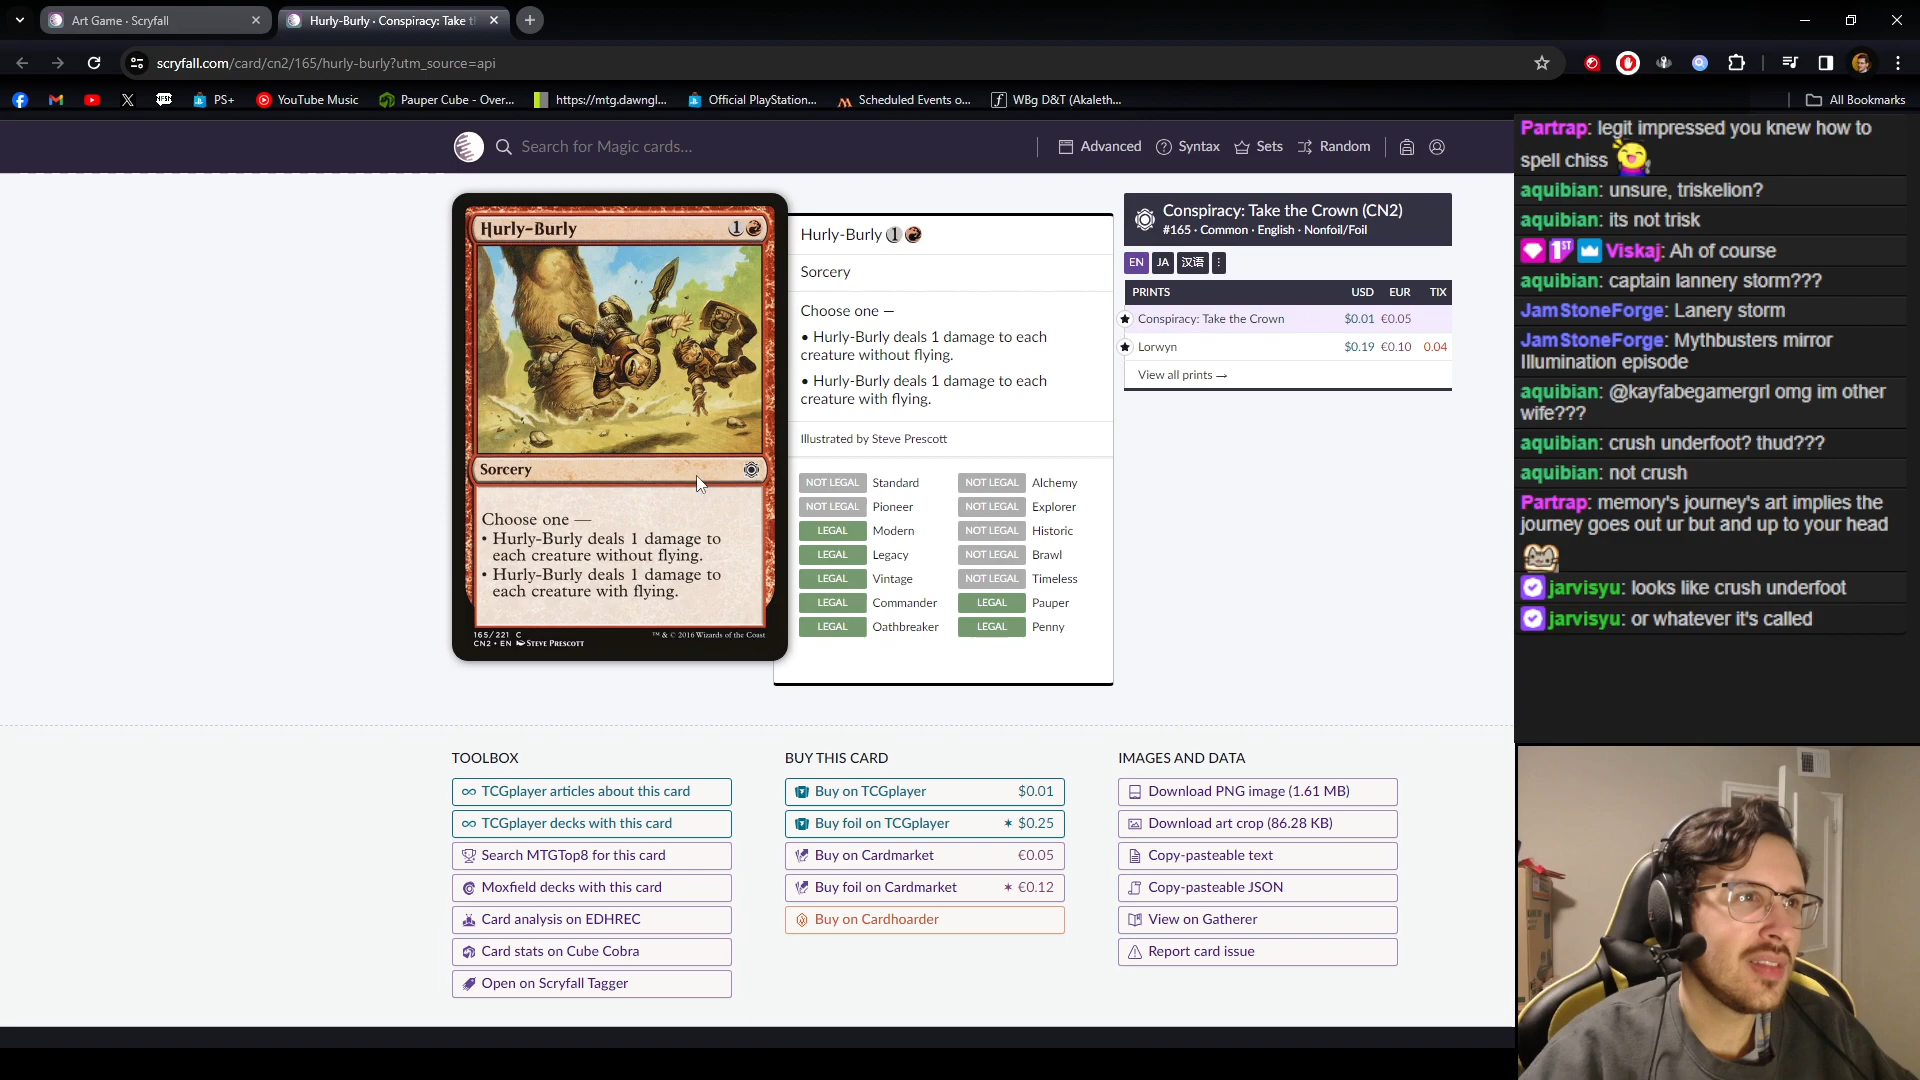 Art Game · Scryfall
Hurly-Burly · Conspiracy: Take t
scryfall.com/card/cn2/165/hurly-burly?utm_source=api
PS+
YouTube Music
Pauper Cube - Over...
https://mtg.dawngl...
Official PlayStation...
Scheduled Events o...
WBg D&T (Akaleth...
All Bookmarks
Search for Magic cards...
Advanced
Syntax
Sets
Random
Hurly-Burly
1
Sorcery
Choose one —
• Hurly-Burly deals 1 damage to
each creature without flying.
• Hurly-Burly deals 1 damage to
each creature with flying.
165/221 C
CN2 • EN STEVE PRESCOTT
™ & © 2016 Wizards of the Coast
Hurly-Burly 1
Sorcery
Choose one —
• Hurly-Burly deals 1 damage to each
creature without flying.
• Hurly-Burly deals 1 damage to each
creature with flying.
Illustrated by Steve Prescott
NOT LEGAL Standard NOT LEGAL Alchemy
NOT LEGAL Pioneer NOT LEGAL Explorer
LEGAL Modern NOT LEGAL Historic
LEGAL Legacy NOT LEGAL Brawl
LEGAL Vintage NOT LEGAL Timeless
LEGAL Commander LEGAL Pauper
LEGAL Oathbreaker LEGAL Penny
Conspiracy: Take the Crown (CN2)
#165 · Common · English · Nonfoil/Foil
EN JA 汉语
PRINTS USD EUR TIX
Conspiracy: Take the Crown $0.01 €0.05
Lorwyn $0.19 €0.10 0.04
View all prints →
TOOLBOX
TCGplayer articles about this card
TCGplayer decks with this card
Search MTGTop8 for this card
Moxfield decks with this card
Card analysis on EDHREC
Card stats on Cube Cobra
Open on Scryfall Tagger
BUY THIS CARD
Buy on TCGplayer $0.01
Buy foil on TCGplayer ✶ $0.25
Buy on Cardmarket €0.05
Buy foil on Cardmarket ✶ €0.12
Buy on Cardhoarder
IMAGES AND DATA
Download PNG image (1.61 MB)
Download art crop (86.28 KB)
Copy-pasteable text
Copy-pasteable JSON
View on Gatherer
Report card issue
Partrap: legit impressed you knew how to
spell chiss
aquibian: unsure, triskelion?
aquibian: its not trisk
1ST Viskaj: Ah of course
aquibian: captain lannery storm???
JamStoneForge: Lanery storm
JamStoneForge: Mythbusters mirror
Illumination episode
aquibian: @kayfabegamergrl omg im other
wife???
aquibian: crush underfoot? thud???
aquibian: not crush
Partrap: memory's journey's art implies the
journey goes out ur but and up to your head
jarvisyu: looks like crush underfoot
jarvisyu: or whatever it's called